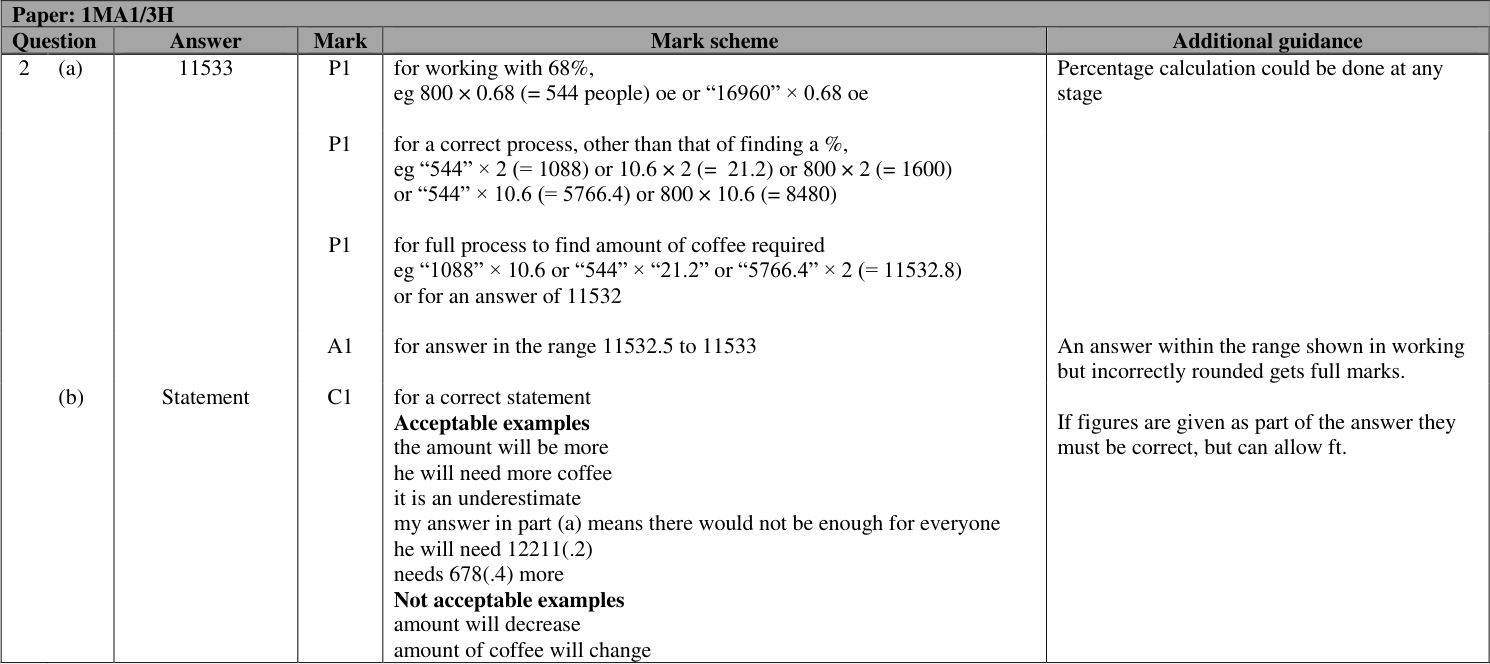 Paper: 1MA1/3H
Question Answer Mark Mark scheme Additional guidance
2 (a) 11533 P1 for working with 68%, Percentage calculation could be done at any
eg 800 × 0.68 (= 544 people) oe or “16960” × 0.68 oe stage
P1 for a correct process, other than that of finding a %,
eg “544” × 2 (= 1088) or 10.6 × 2 (= 21.2) or 800 × 2 (= 1600)
or “544” × 10.6 (= 5766.4) or 800 × 10.6 (= 8480)
P1 for full process to find amount of coffee required
eg “1088” × 10.6 or “544” × “21.2” or “5766.4” × 2 (= 11532.8)
or for an answer of 11532
A1 for answer in the range 11532.5 to 11533 An answer within the range shown in working
but incorrectly rounded gets full marks.
(b) Statement C1 for a correct statement
Acceptable examples If figures are given as part of the answer they
the amount will be more must be correct, but can allow ft.
he will need more coffee
it is an underestimate
my answer in part (a) means there would not be enough for everyone
he will need 12211(.2)
needs 678(.4) more
Not acceptable examples
amount will decrease
amount of coffee will change